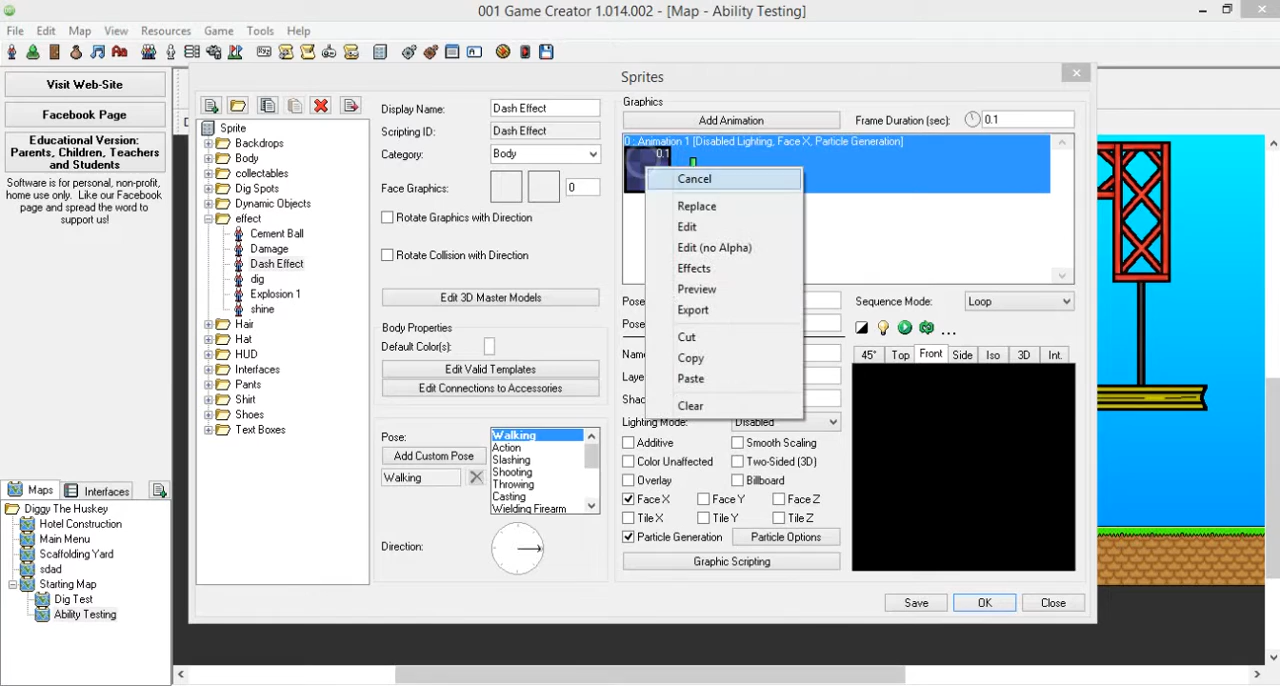 001 Game Creator 1.014.002 - [Map - Ability Testing]
File Edit Map View Resources Game Tools Help
Visit Web-Site
Facebook Page
Educational Version:
Parents, Children, Teachers
and Students
Software is for personal, non-profit,
home use only. Like our Facebook
page and spread the word to
support us!
Maps Interfaces
Diggy The Huskey
Hotel Construction
Main Menu
Scaffolding Yard
sdad
Starting Map
Dig Test
Ability Testing
Sprites
Sprite
Backdrops
Body
collectables
Dig Spots
Dynamic Objects
effect
Cement Ball
Damage
Dash Effect
dig
Explosion 1
shine
Hair
Hat
HUD
Interfaces
Pants
Shirt
Shoes
Text Boxes
Display Name: Dash Effect
Scripting ID: Dash Effect
Category: Body
Face Graphics: 0
Rotate Graphics with Direction
Rotate Collision with Direction
Edit 3D Master Models
Body Properties
Default Color(s):
Edit Valid Templates
Edit Connections to Accessories
Pose:
Add Custom Pose
Walking
Walking
Action
Slashing
Shooting
Throwing
Casting
Wielding Firearm
Direction:
Graphics
Add Animation
Frame Duration (sec): 0.1
0 : Animation 1 [Disabled Lighting, Face X, Particle Generation]
0.1
Cancel
Replace
Edit
Edit (no Alpha)
Effects
Preview
Export
Cut
Copy
Paste
Clear
Pose
Pose
Nam
Laye
Sha
Lighting Mode: Disabled
Additive Smooth Scaling
Color Unaffected Two-Sided (3D)
Overlay Billboard
Face X Face Y Face Z
Tile X Tile Y Tile Z
Particle Generation Particle Options
Graphic Scripting
Sequence Mode: Loop
...
45° Top Front Side Iso 3D Int.
Save OK Close